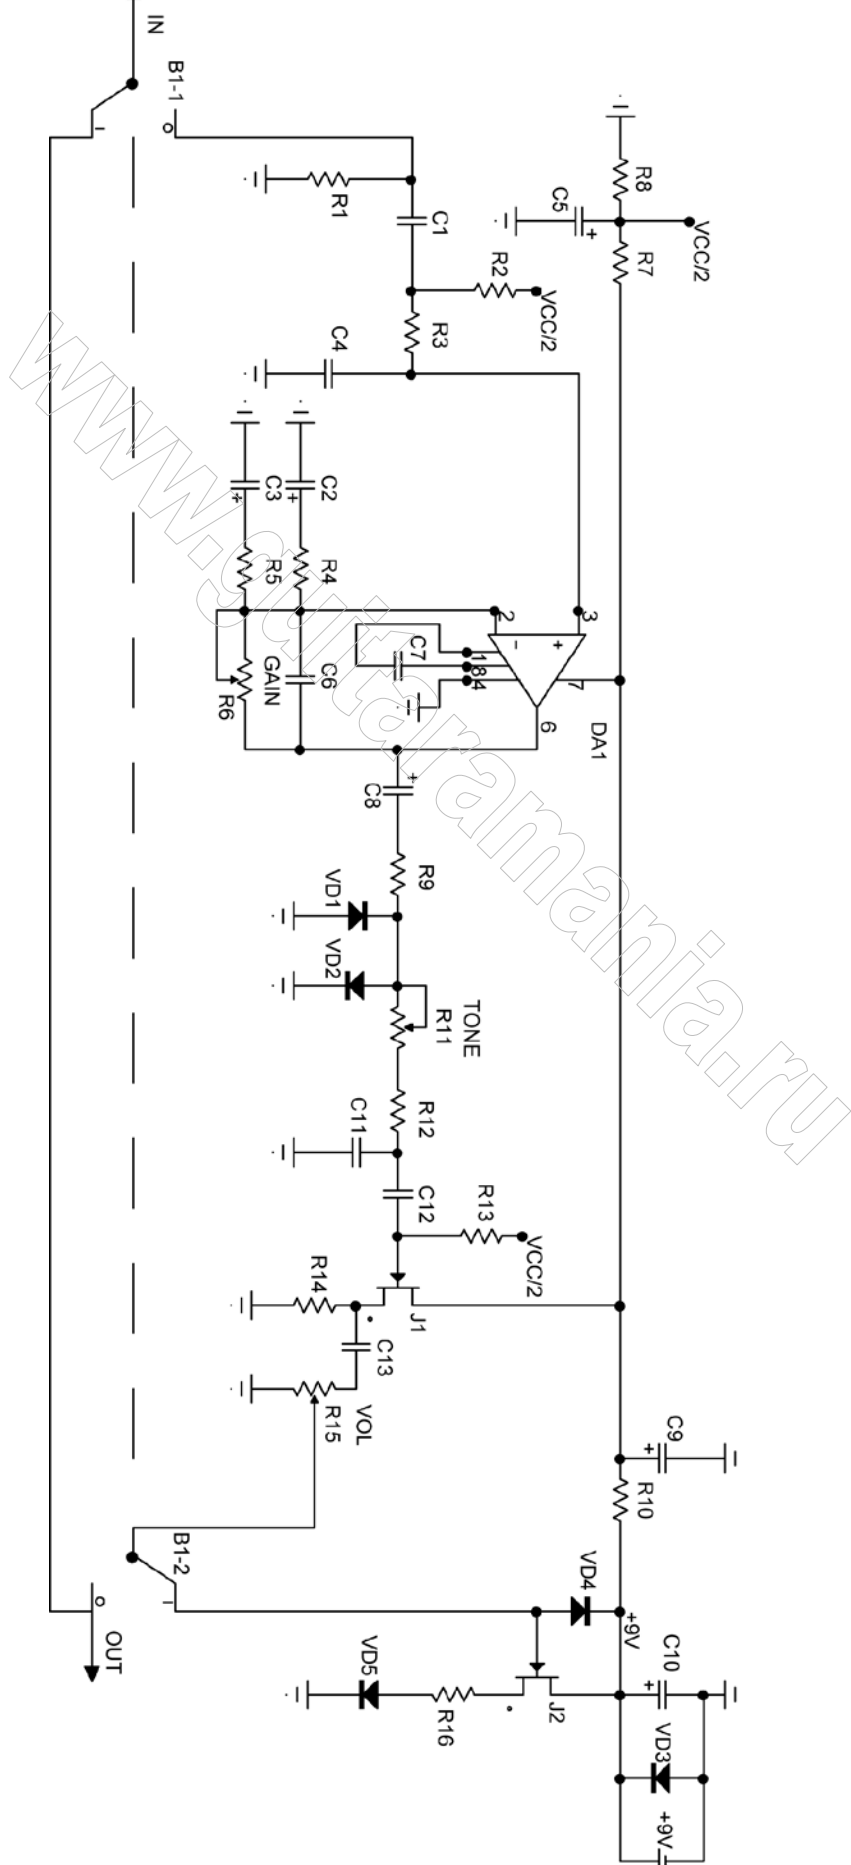 IN
B1-1
R1
C1
R2
VCC/2
R3
C4
R8
C5
+
VCC/2
R7
C3
+
C2
+
R5
R4
GAIN
R6
C6
C7
2
3
-
+
1
8
4
7
6
DA1
+
C8
R9
VD1
VD2
TONE
R11
R12
C11
C12
R13
VCC/2
R14
J1
C13
VOL
R15
C9
+
R10
B1-2
OUT
VD4
+9V
C10
+
J2
R16
VD5
VD3
+9V
www.guitaramania.ru